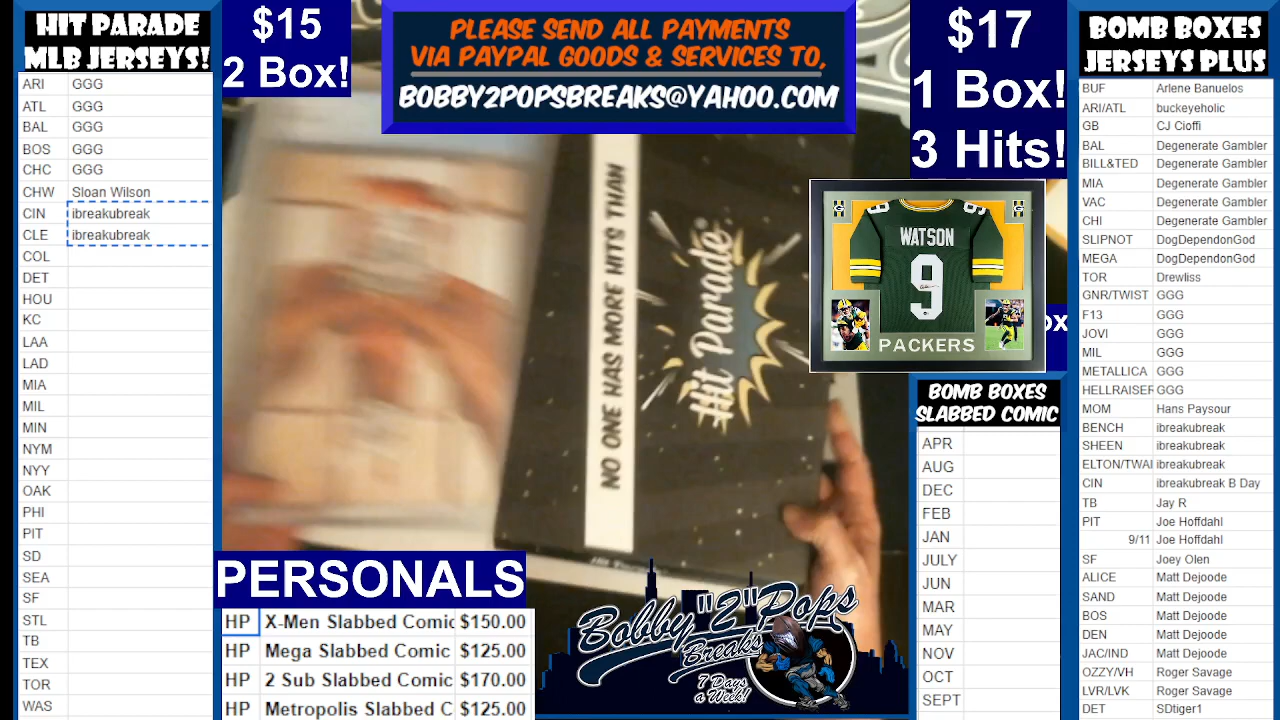 HIT PARADE
MLB JERSEYS!
ARI GGG
ATL GGG
BAL GGG
BOS GGG
CHC GGG
CHW Sloan Wilson
CIN ibreakubreak
CLE ibreakubreak
COL
DET
HOU
KC
LAA
LAD
MIA
MIL
MIN
NYM
NYY
OAK
PHI
PIT
SD
SEA
SF
STL
TB
TEX
TOR
WAS
$15
2 Box!
PLEASE SEND ALL PAYMENTS
VIA PAYPAL GOODS & SERVICES TO,
BOBBY2POPSBREAKS@YAHOO.COM
NO ONE HAS MORE HITS THAN
Hit Parade
PERSONALS
HP X-Men Slabbed Comic $150.00
HP Mega Slabbed Comic $125.00
HP 2 Sub Slabbed Comic $170.00
HP Metropolis Slabbed C $125.00
Bobby "2" Pops
Breaks
7 Days
a Week!
$17
1 Box!
3 Hits!
WATSON
9
PACKERS
ox
BOMB BOXES
SLABBED COMIC
APR
AUG
DEC
FEB
JAN
JULY
JUN
MAR
MAY
NOV
OCT
SEPT
BOMB BOXES
JERSEYS PLUS
BUF Arlene Banuelos
ARI/ATL buckeyeholic
GB CJ Cioffi
BAL Degenerate Gambler
BILL&TED Degenerate Gambler
MIA Degenerate Gambler
VAC Degenerate Gambler
CHI Degenerate Gambler
SLIPNOT DogDependonGod
MEGA DogDependonGod
TOR Drewliss
GNR/TWIST GGG
F13 GGG
JOVI GGG
MIL GGG
METALLICA GGG
HELLRAISER GGG
MOM Hans Paysour
BENCH ibreakubreak
SHEEN ibreakubreak
ELTON/TWAI ibreakubreak
CIN ibreakubreak B Day
TB Jay R
PIT Joe Hoffdahl
9/11 Joe Hoffdahl
SF Joey Olen
ALICE Matt Dejoode
SAND Matt Dejoode
BOS Matt Dejoode
DEN Matt Dejoode
JAC/IND Matt Dejoode
OZZY/VH Roger Savage
LVR/LVK Roger Savage
DET SDtiger1